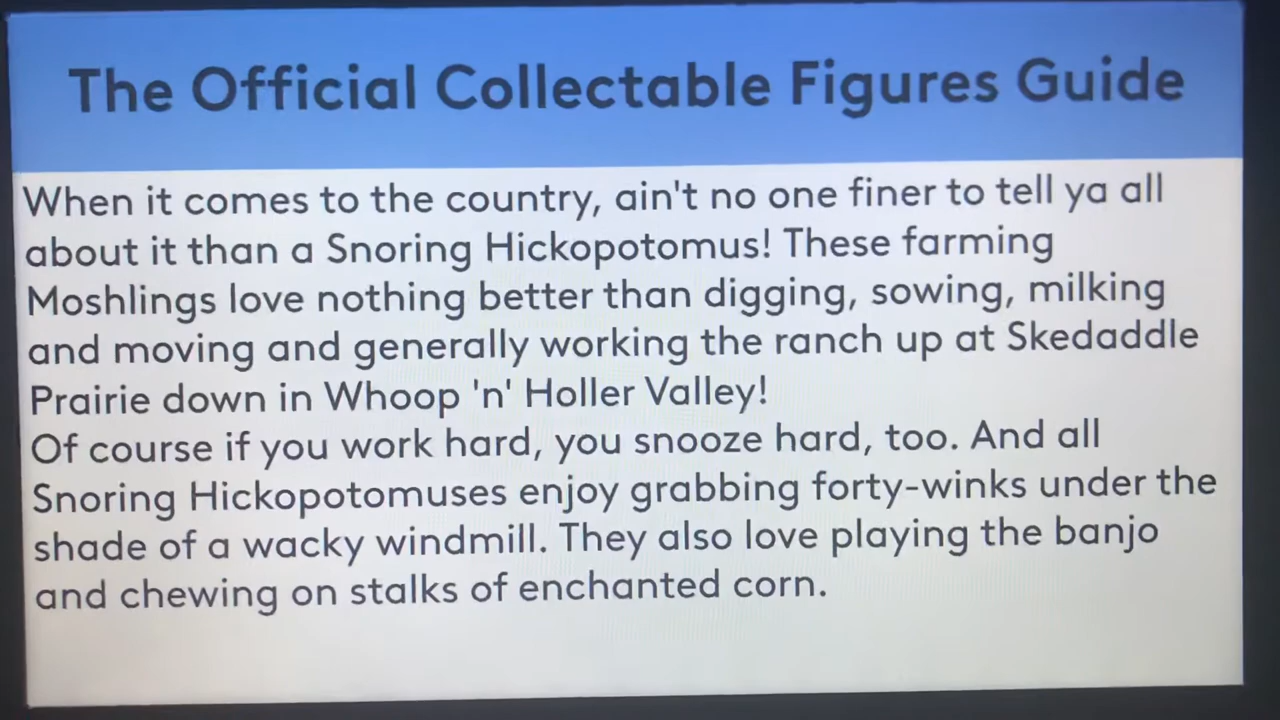 The Official Collectable Figures Guide
When it comes to the country, ain't no one finer to tell ya all
about it than a Snoring Hickopotomus! These farming
Moshlings love nothing better than digging, sowing, milking
and moving and generally working the ranch up at Skedaddle
Prairie down in Whoop 'n' Holler Valley!
Of course if you work hard, you snooze hard, too. And all
Snoring Hickopotomuses enjoy grabbing forty-winks under the
shade of a wacky windmill. They also love playing the banjo
and chewing on stalks of enchanted corn.